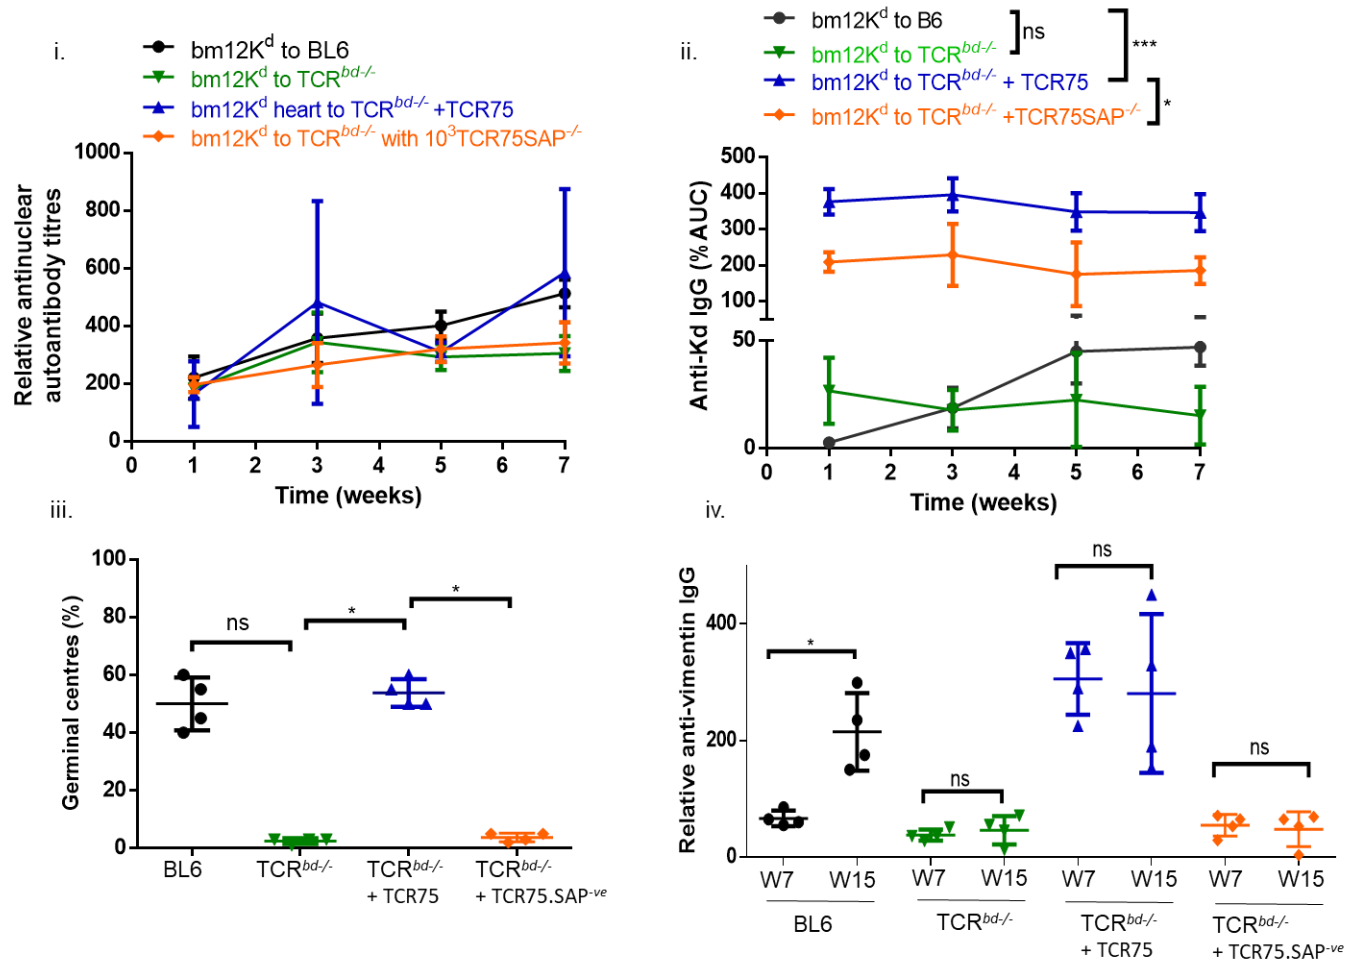 i.
bm12Kᵈ to BL6
bm12Kᵈ to TCRᵇᵈ⁻/⁻
bm12Kᵈ heart to TCRᵇᵈ⁻/⁻ +TCR75
bm12Kᵈ to TCRᵇᵈ⁻/⁻ with 10³TCR75SAP⁻/⁻
1000
800
600
400
200
0
Relative antinuclear
autoantibody titres
0 1 2 3 4 5 6 7
Time (weeks)
ii.
bm12Kᵈ to B6
bm12Kᵈ to TCRᵇᵈ⁻/⁻
bm12Kᵈ to TCRᵇᵈ⁻/⁻ + TCR75
bm12Kᵈ to TCRᵇᵈ⁻/⁻ +TCR75SAP⁻/⁻
ns
***
*
500
400
300
200
100
50
0
Anti-Kd IgG (% AUC)
0 1 2 3 4 5 6 7
Time (weeks)
iii.
100
80
60
40
20
0
Germinal centres (%)
ns
*
*
BL6
TCRᵇᵈ⁻/⁻
TCRᵇᵈ⁻/⁻
+ TCR75
TCRᵇᵈ⁻/⁻
+ TCR75.SAP⁻ᵛᵉ
iv.
400
200
0
Relative anti-vimentin IgG
*
ns
ns
ns
W7 W15 W7 W15 W7 W15 W7 W15
BL6
TCRᵇᵈ⁻/⁻
TCRᵇᵈ⁻/⁻
+ TCR75
TCRᵇᵈ⁻/⁻
+ TCR75.SAP⁻ᵛᵉ